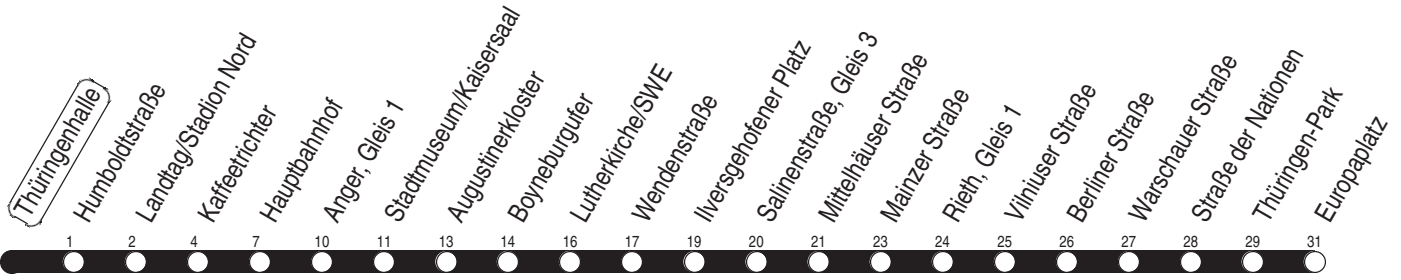 Thüringenhalle
Humboldtstraße
Landtag/Stadion Nord
Kaffeetrichter
Hauptbahnhof
Anger, Gleis 1
Stadtmuseum/Kaisersaal
Augustinerkloster
Boyneburgufer
Lutherkirche/SWE
Wendenstraße
Ilversgehofener Platz
Salinenstraße, Gleis 3
Mittelhäuser Straße
Mainzer Straße
Rieth, Gleis 1
Vilniuser Straße
Berliner Straße
Warschauer Straße
Straße der Nationen
Thüringen-Park
Europaplatz
1 2 4 7 10 11 13 14 16 17 19 20 21 23 24 25 26 27 28 29 31